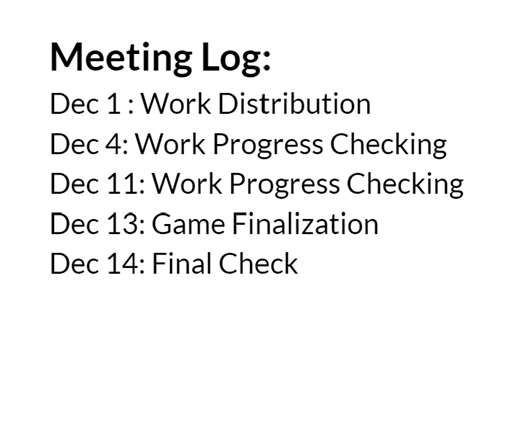 Meeting Log:
Dec 1 : Work Distribution
Dec 4: Work Progress Checking
Dec 11: Work Progress Checking
Dec 13: Game Finalization
Dec 14: Final Check